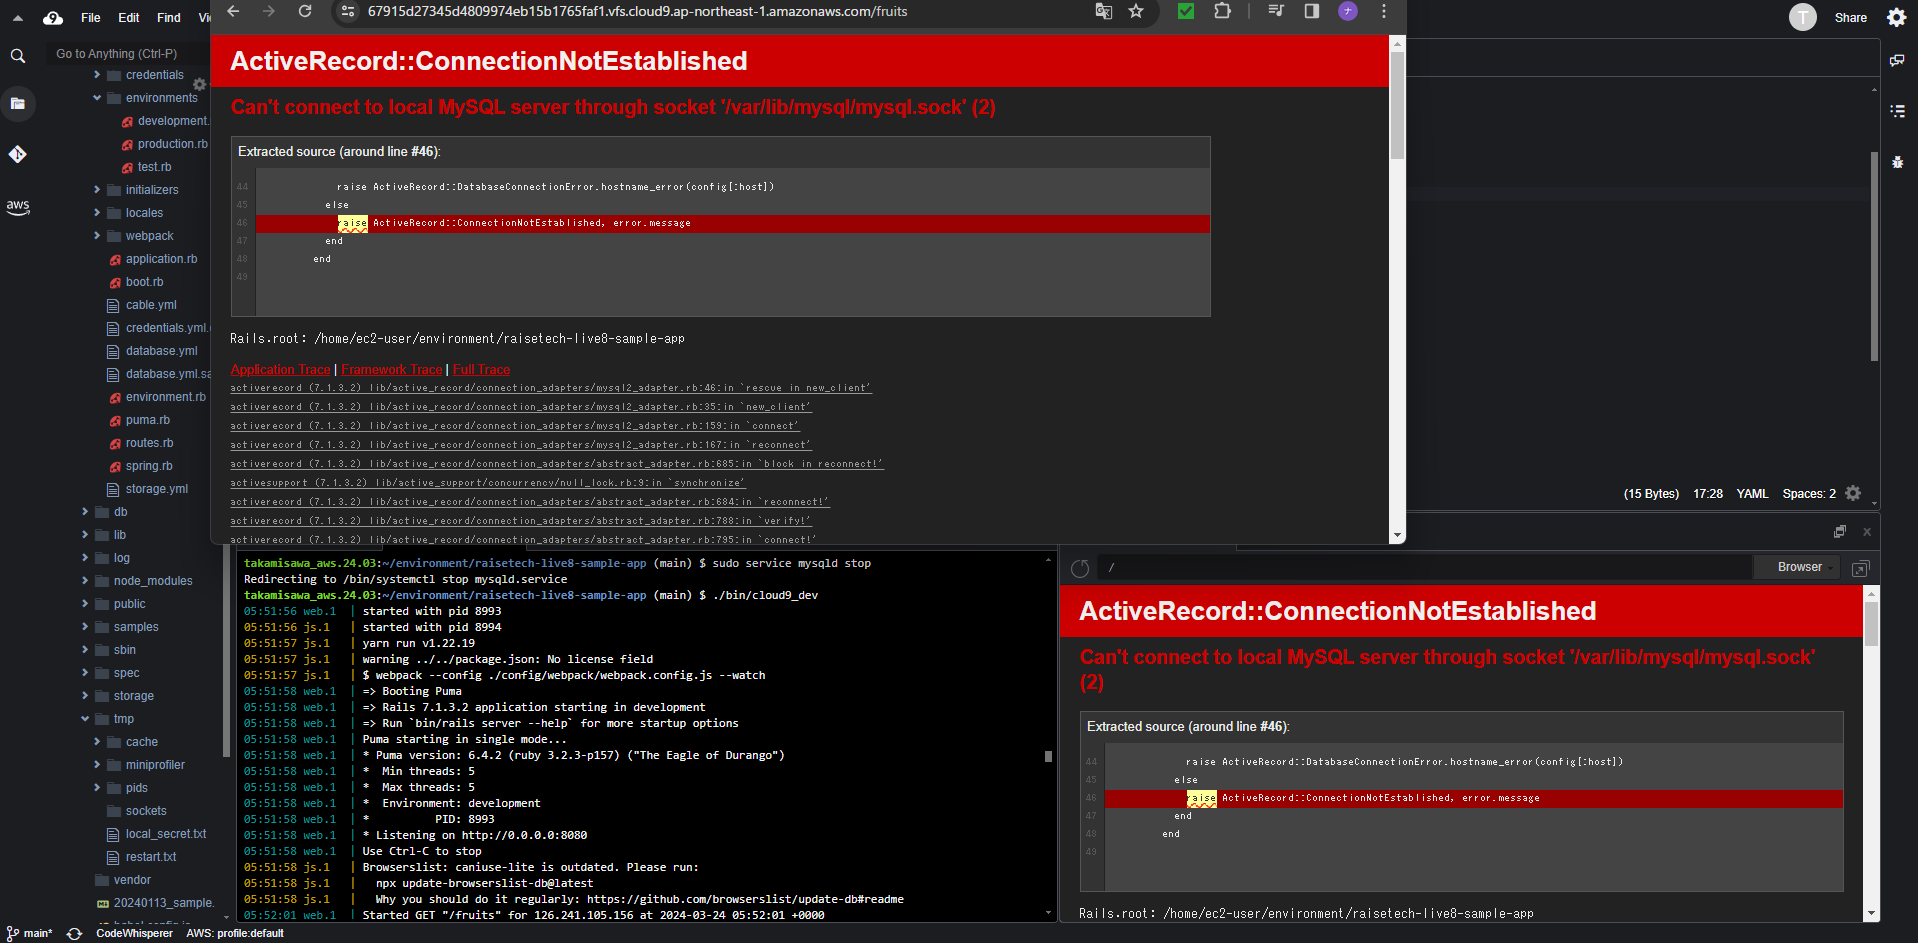 File Edit Find Vi
Go to Anything (Ctrl-P)
67915d27345d4809974eb15b1765faf1.vfs.cloud9.ap-northeast-1.amazonaws.com/fruits
ナ
T
Share
aws
credentials
environments
development.
production.rb
test.rb
initializers
locales
webpack
application.rb
boot.rb
cable.yml
credentials.yml.
database.yml
database.yml.sa
environment.rb
puma.rb
routes.rb
spring.rb
storage.yml
db
lib
log
node_modules
public
samples
sbin
spec
storage
tmp
cache
miniprofiler
pids
sockets
local_secret.txt
restart.txt
vendor
20240113_sample.
ActiveRecord::ConnectionNotEstablished
Can't connect to local MySQL server through socket '/var/lib/mysql/mysql.sock' (2)
Extracted source (around line #46):
44 raise ActiveRecord::DatabaseConnectionError.hostname_error(config[:host])
45 else
46 raise ActiveRecord::ConnectionNotEstablished, error.message
47 end
48 end
49
Rails.root: /home/ec2-user/environment/raisetech-live8-sample-app
Application Trace | Framework Trace | Full Trace
activerecord (7.1.3.2) lib/active_record/connection_adapters/mysql2_adapter.rb:46:in `rescue in new_client'
activerecord (7.1.3.2) lib/active_record/connection_adapters/mysql2_adapter.rb:35:in `new_client'
activerecord (7.1.3.2) lib/active_record/connection_adapters/mysql2_adapter.rb:159:in `connect'
activerecord (7.1.3.2) lib/active_record/connection_adapters/mysql2_adapter.rb:167:in `reconnect'
activerecord (7.1.3.2) lib/active_record/connection_adapters/abstract_adapter.rb:685:in `block in reconnect!'
activesupport (7.1.3.2) lib/active_support/concurrency/null_lock.rb:9:in `synchronize'
activerecord (7.1.3.2) lib/active_record/connection_adapters/abstract_adapter.rb:684:in `reconnect!'
activerecord (7.1.3.2) lib/active_record/connection_adapters/abstract_adapter.rb:788:in `verify!'
activerecord (7.1.3.2) lib/active_record/connection_adapters/abstract_adapter.rb:795:in `connect!'
(15 Bytes) 17:28 YAML Spaces: 2
takamisawa_aws.24.03:~/environment/raisetech-live8-sample-app (main) $ sudo service mysqld stop
Redirecting to /bin/systemctl stop mysqld.service
takamisawa_aws.24.03:~/environment/raisetech-live8-sample-app (main) $ ./bin/cloud9_dev
05:51:56 web.1 | started with pid 8993
05:51:56 js.1 | started with pid 8994
05:51:57 js.1 | yarn run v1.22.19
05:51:57 js.1 | warning ../../package.json: No license field
05:51:57 js.1 | $ webpack --config ./config/webpack/webpack.config.js --watch
05:51:58 web.1 | => Booting Puma
05:51:58 web.1 | => Rails 7.1.3.2 application starting in development
05:51:58 web.1 | => Run `bin/rails server --help` for more startup options
05:51:58 web.1 | Puma starting in single mode...
05:51:58 web.1 | * Puma version: 6.4.2 (ruby 3.2.3-p157) ("The Eagle of Durango")
05:51:58 web.1 | * Min threads: 5
05:51:58 web.1 | * Max threads: 5
05:51:58 web.1 | * Environment: development
05:51:58 web.1 | * PID: 8993
05:51:58 web.1 | * Listening on http://0.0.0.0:8080
05:51:58 web.1 | Use Ctrl-C to stop
05:51:58 js.1 | Browserslist: caniuse-lite is outdated. Please run:
05:51:58 js.1 | npx update-browserslist-db@latest
05:51:58 js.1 | Why you should do it regularly: https://github.com/browserslist/update-db#readme
05:52:01 web.1 | Started GET "/fruits" for 126.241.105.156 at 2024-03-24 05:52:01 +0000
/
Browser
ActiveRecord::ConnectionNotEstablished
Can't connect to local MySQL server through socket '/var/lib/mysql/mysql.sock'
(2)
Extracted source (around line #46):
44 raise ActiveRecord::DatabaseConnectionError.hostname_error(config[:host])
45 else
46 raise ActiveRecord::ConnectionNotEstablished, error.message
47 end
48 end
49
Rails.root: /home/ec2-user/environment/raisetech-live8-sample-app
main* CodeWhisperer AWS: profile:default